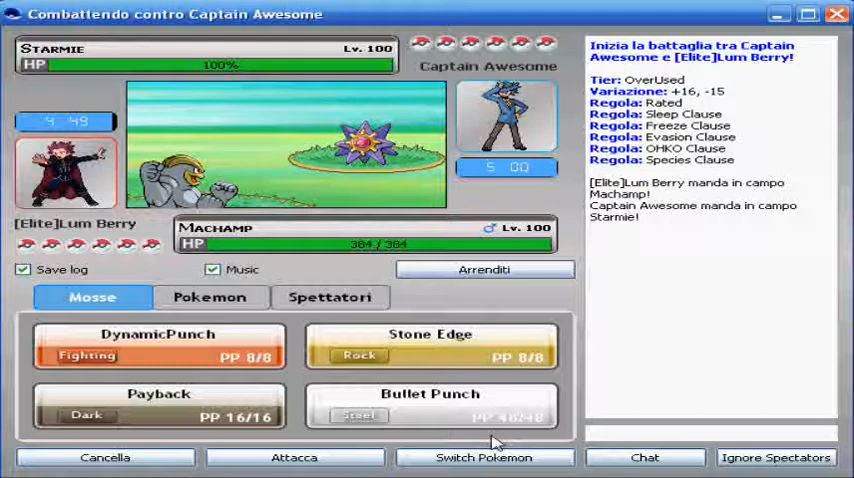 Combattendo contro Captain Awesome
Starmie Lv. 100
HP 100%
Captain Awesome
4 49
5 00
[Elite]Lum Berry
Machamp ♂ Lv. 100
HP 384 / 384
Save log Music Arrenditi
Mosse Pokemon Spettatori
DynamicPunch
Fighting PP 8/8
Stone Edge
Rock PP 8/8
Payback
Dark PP 16/16
Bullet Punch
Steel PP 48/48
Cancella Attacca Switch Pokemon Chat Ignore Spectators
Inizia la battaglia tra Captain
Awesome e [Elite]Lum Berry!
Tier: OverUsed
Variazione: +16, -15
Regola: Rated
Regola: Sleep Clause
Regola: Freeze Clause
Regola: Evasion Clause
Regola: OHKO Clause
Regola: Species Clause
[Elite]Lum Berry manda in campo
Machamp!
Captain Awesome manda in campo
Starmie!